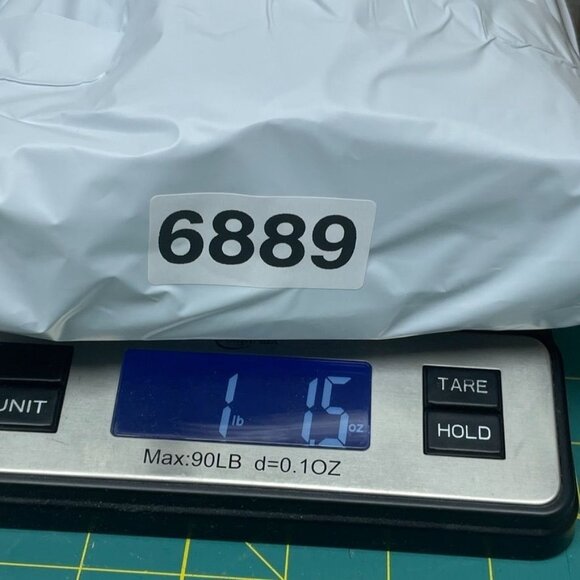 6889
UNIT
1 lb 1.5 oz
TARE
HOLD
Max:90LB d=0.1OZ